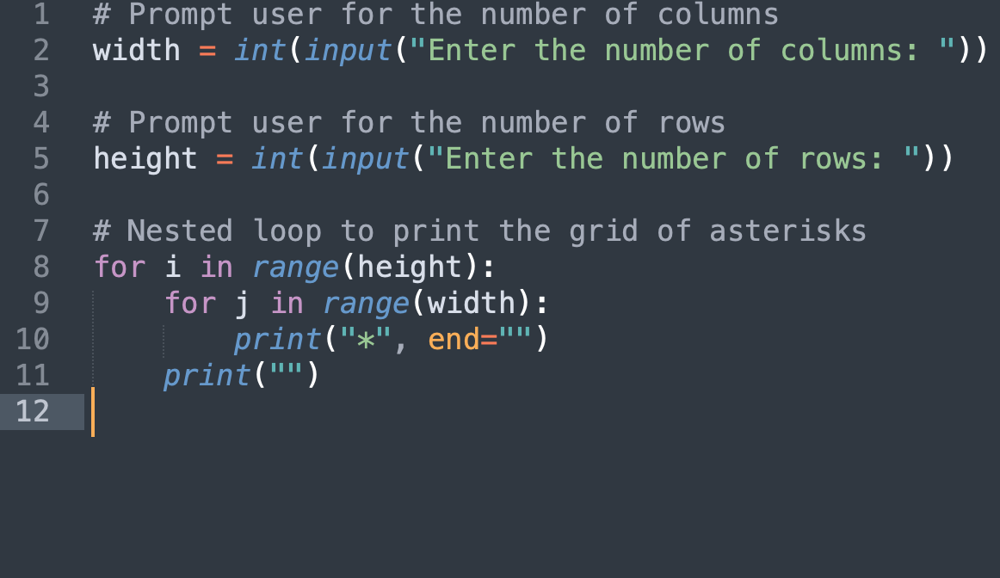 1 # Prompt user for the number of columns
2 width = int(input("Enter the number of columns: "))
3
4 # Prompt user for the number of rows
5 height = int(input("Enter the number of rows: "))
6
7 # Nested loop to print the grid of asterisks
8 for i in range(height):
9     for j in range(width):
10         print("*", end="")
11     print("")
12